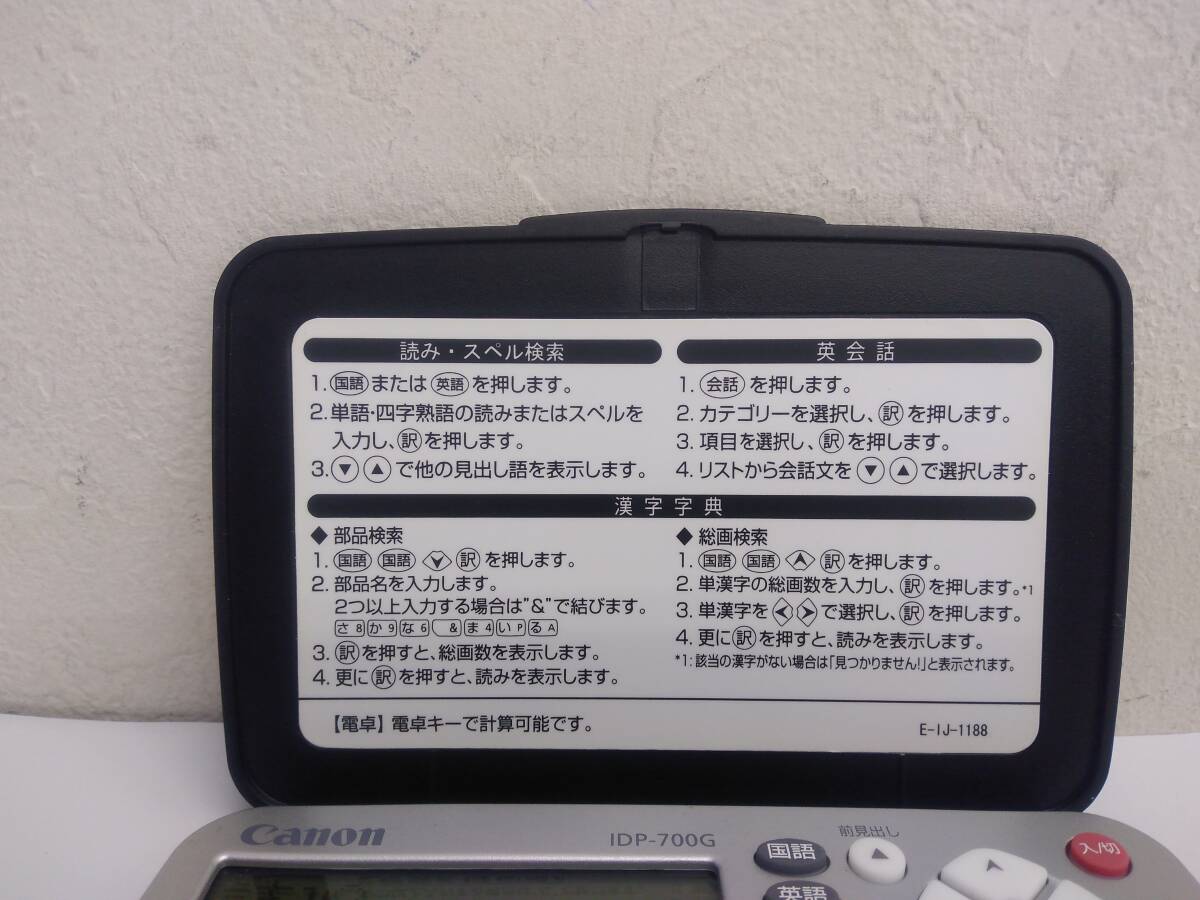 読み・スペル検索
1. 国語 または 英語 を押します。
2. 単語・四字熟語の読みまたはスペルを
入力し、訳を押します。
3. ▼ ▲ で他の見出し語を表示します。
英会話
1. 会話 を押します。
2. カテゴリーを選択し、訳を押します。
3. 項目を選択し、訳を押します。
4. リストから会話文を ▼ ▲ で選択します。
漢字字典
◆ 部品検索
1. 国語 国語 訳 を押します。
2. 部品名を入力します。
2つ以上入力する場合は"&"で結びます。
さ8 か9 な6 & ま4 いP るA
3. 訳を押すと、総画数を表示します。
4. 更に訳を押すと、読みを表示します。
◆ 総画検索
1. 国語 国語 訳 を押します。
2. 単漢字の総画数を入力し、訳を押します。*1
3. 単漢字を で選択し、訳を押します。
4. 更に訳を押すと、読みを表示します。
*1: 該当の漢字がない場合は「見つかりません!」と表示されます。
【電卓】電卓キーで計算可能です。
E-IJ-1188
Canon
IDP-700G
国語
前見出し
入/切
英語